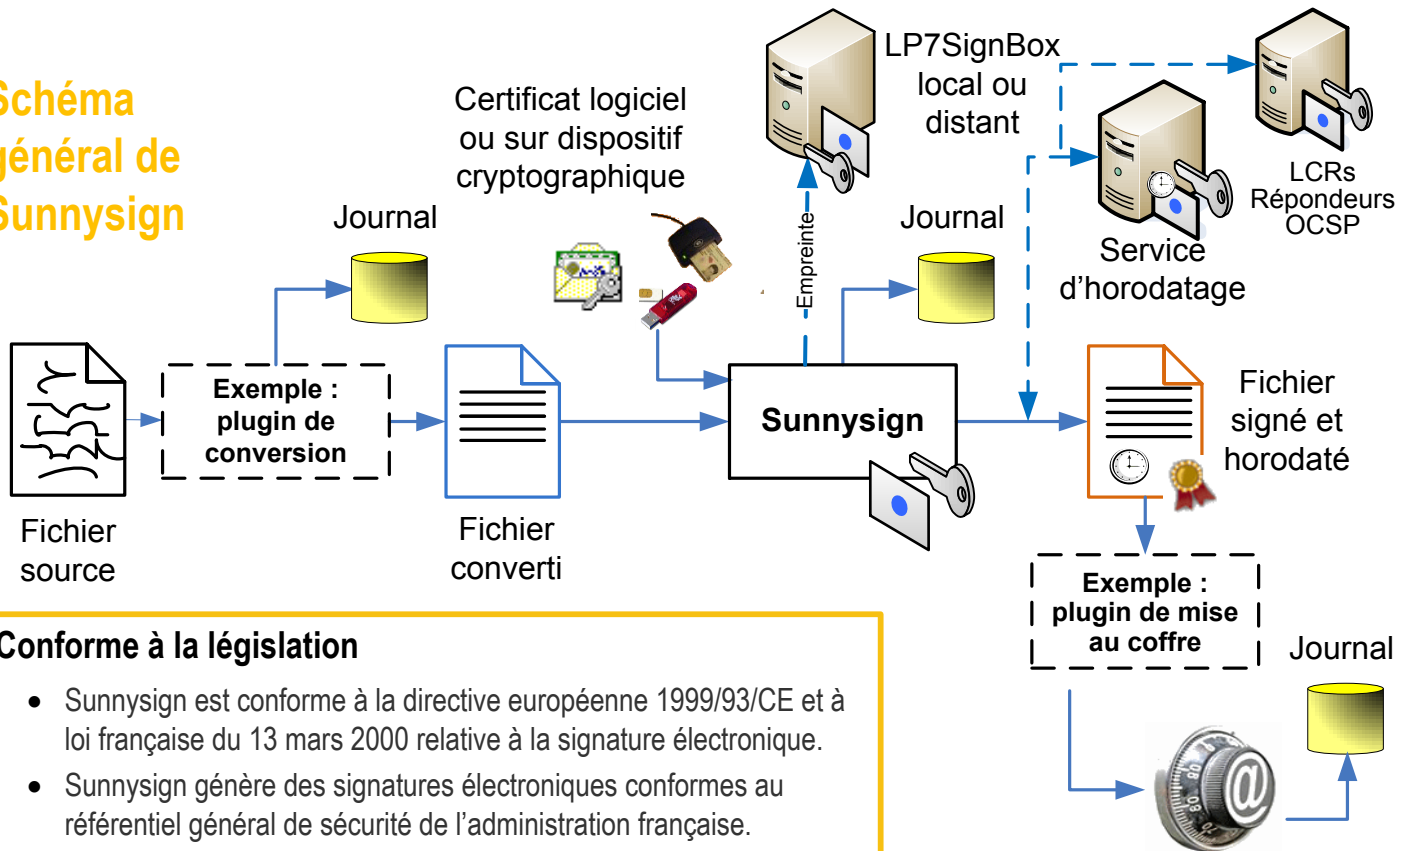 Schéma
général de
Sunnysign
Certificat logiciel
ou sur dispositif
cryptographique
LP7SignBox
local ou
distant
LCRs
Répondeurs
OCSP
Service
d'horodatage
Journal
Empreinte
Journal
Exemple :
plugin de
conversion
Sunnysign
Fichier
signé et
horodaté
Fichier
source
Fichier
converti
Exemple :
plugin de mise
au coffre
Journal
@
Conforme à la législation
• Sunnysign est conforme à la directive européenne 1999/93/CE et à
loi française du 13 mars 2000 relative à la signature électronique.
• Sunnysign génère des signatures électroniques conformes au
référentiel général de sécurité de l’administration française.